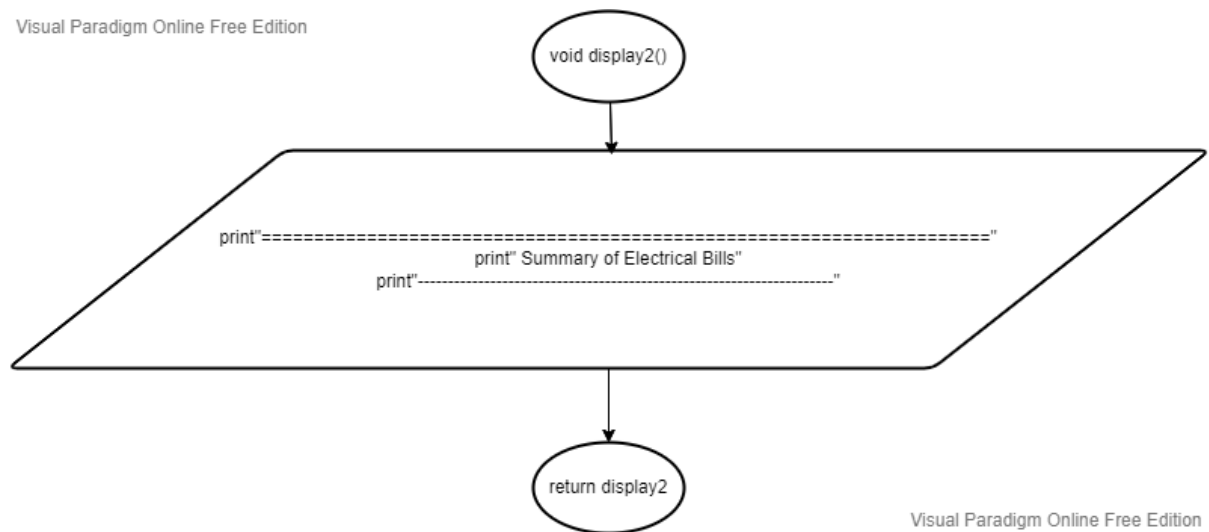 Visual Paradigm Online Free Edition
void display2()
print"====================================================================="
print" Summary of Electrical Bills"
print"----------------------------------------------------------------------"
return display2
Visual Paradigm Online Free Edition